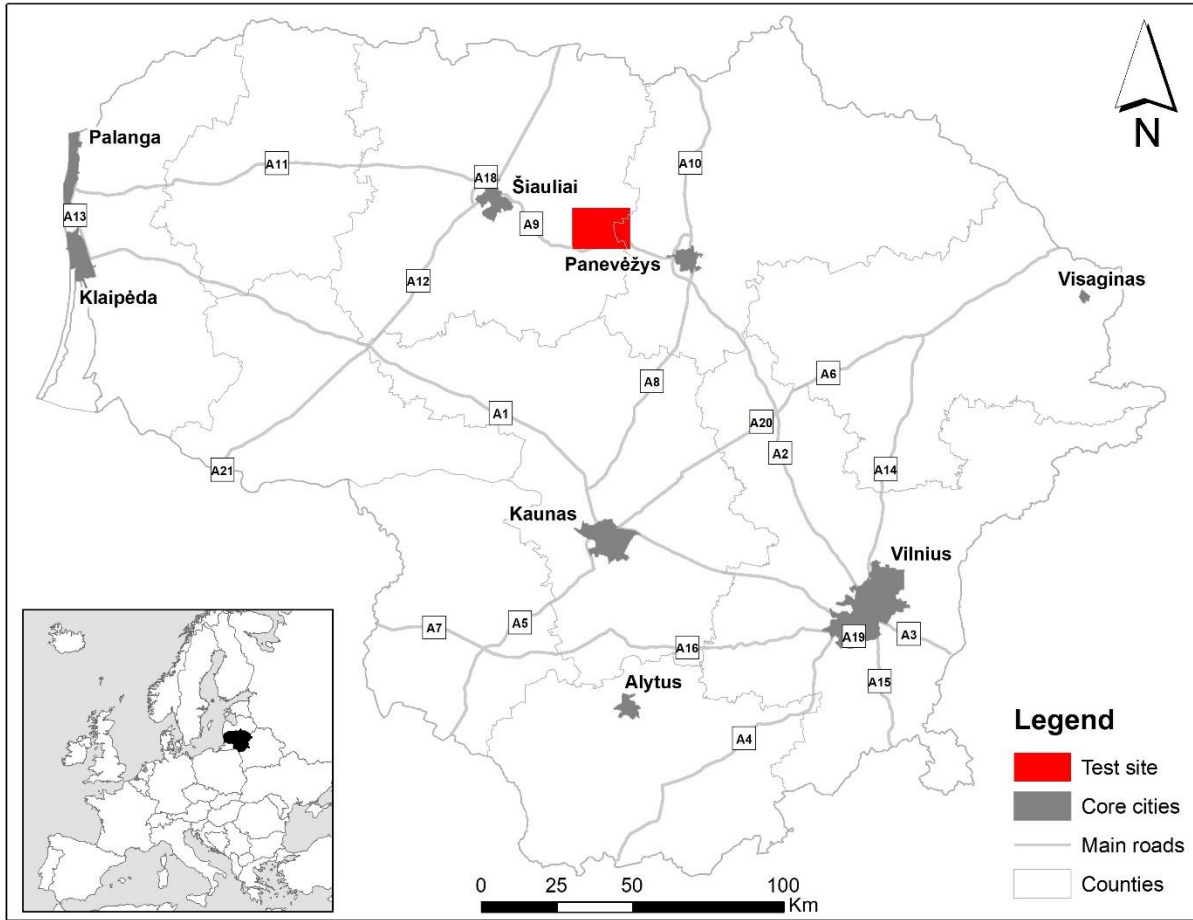 N
Palanga
A11
A18
A10
Šiauliai
A13
A9
Panevėžys
A12
Klaipėda
Visaginas
A6
A8
A1
A20
A2
A21
A14
Kaunas
Vilnius
A7
A5
A19
A3
A16
Alytus
A15
A4
Legend
Test site
Core cities
Main roads
Counties
0 25 50 100
Km